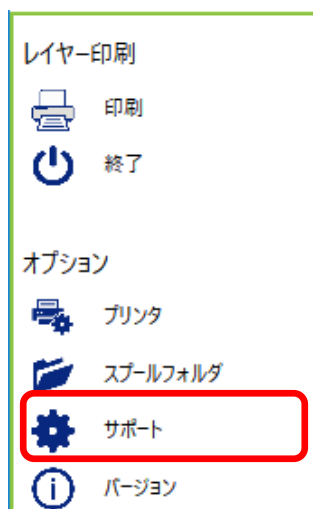 レイヤー印刷
印刷
終了
オプション
プリンタ
スプールフォルダ
サポート
バージョン